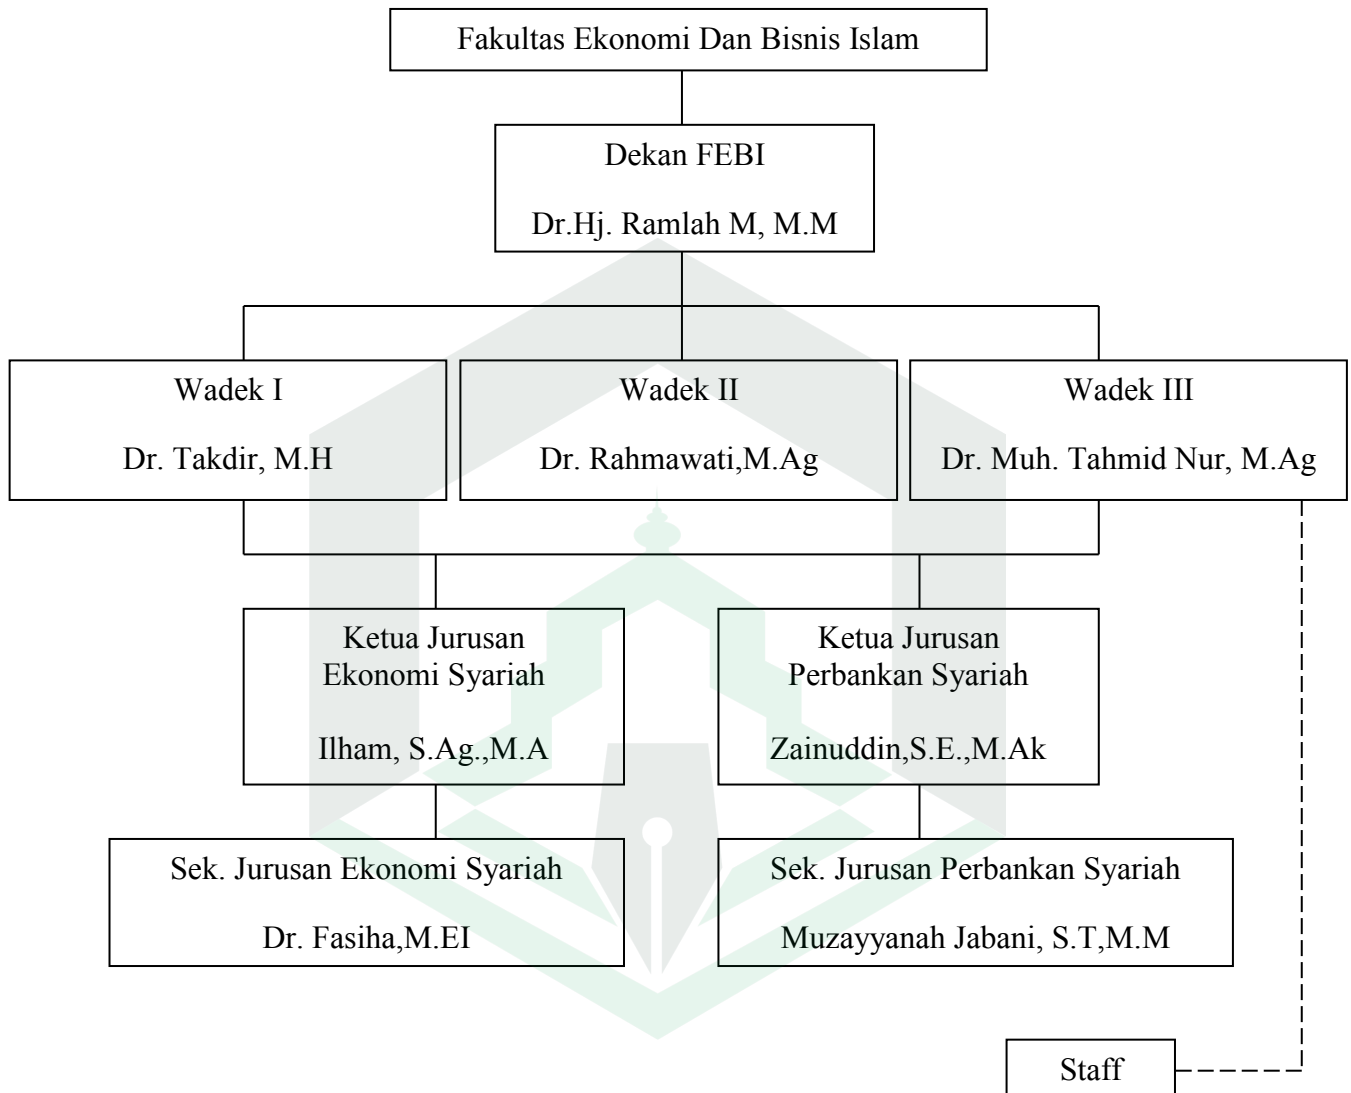 Fakultas Ekonomi Dan Bisnis Islam
Dekan FEBI
Dr.Hj. Ramlah M, M.M
Wadek I
Dr. Takdir, M.H
Wadek II
Dr. Rahmawati,M.Ag
Wadek III
Dr. Muh. Tahmid Nur, M.Ag
Ketua Jurusan
Ekonomi Syariah
Ilham, S.Ag.,M.A
Ketua Jurusan
Perbankan Syariah
Zainuddin,S.E.,M.Ak
Sek. Jurusan Ekonomi Syariah
Dr. Fasiha,M.EI
Sek. Jurusan Perbankan Syariah
Muzayyanah Jabani, S.T,M.M
Staff